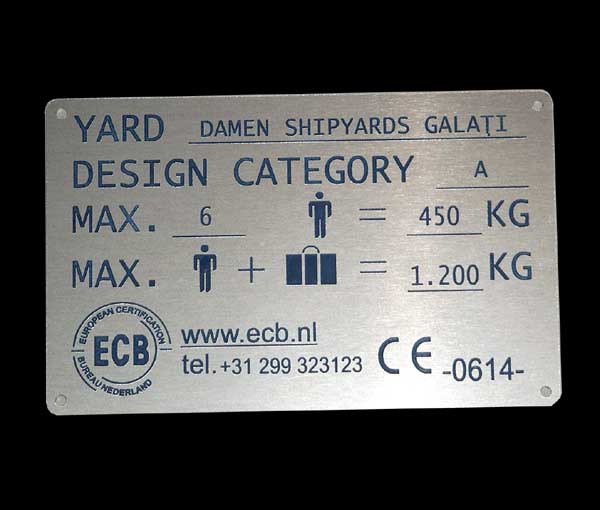 YARD DAMEN SHIPYARDS GALAȚI
DESIGN CATEGORY A
MAX. 6 = 450 KG
MAX. + = 1.200 KG
EUROPEAN CERTIFICATION
ECB
BUREAU NEDERLAND
www.ecb.nl
tel. +31 299 323123
CE -0614-